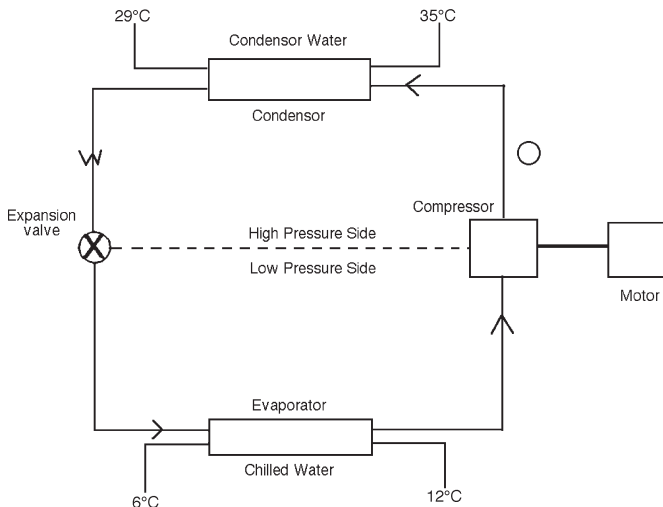 29°C
35°C
Condensor Water
Condensor
Compressor
Expansion
valve
High Pressure Side
Low Pressure Side
Motor
Evaporator
Chilled Water
6°C
12°C